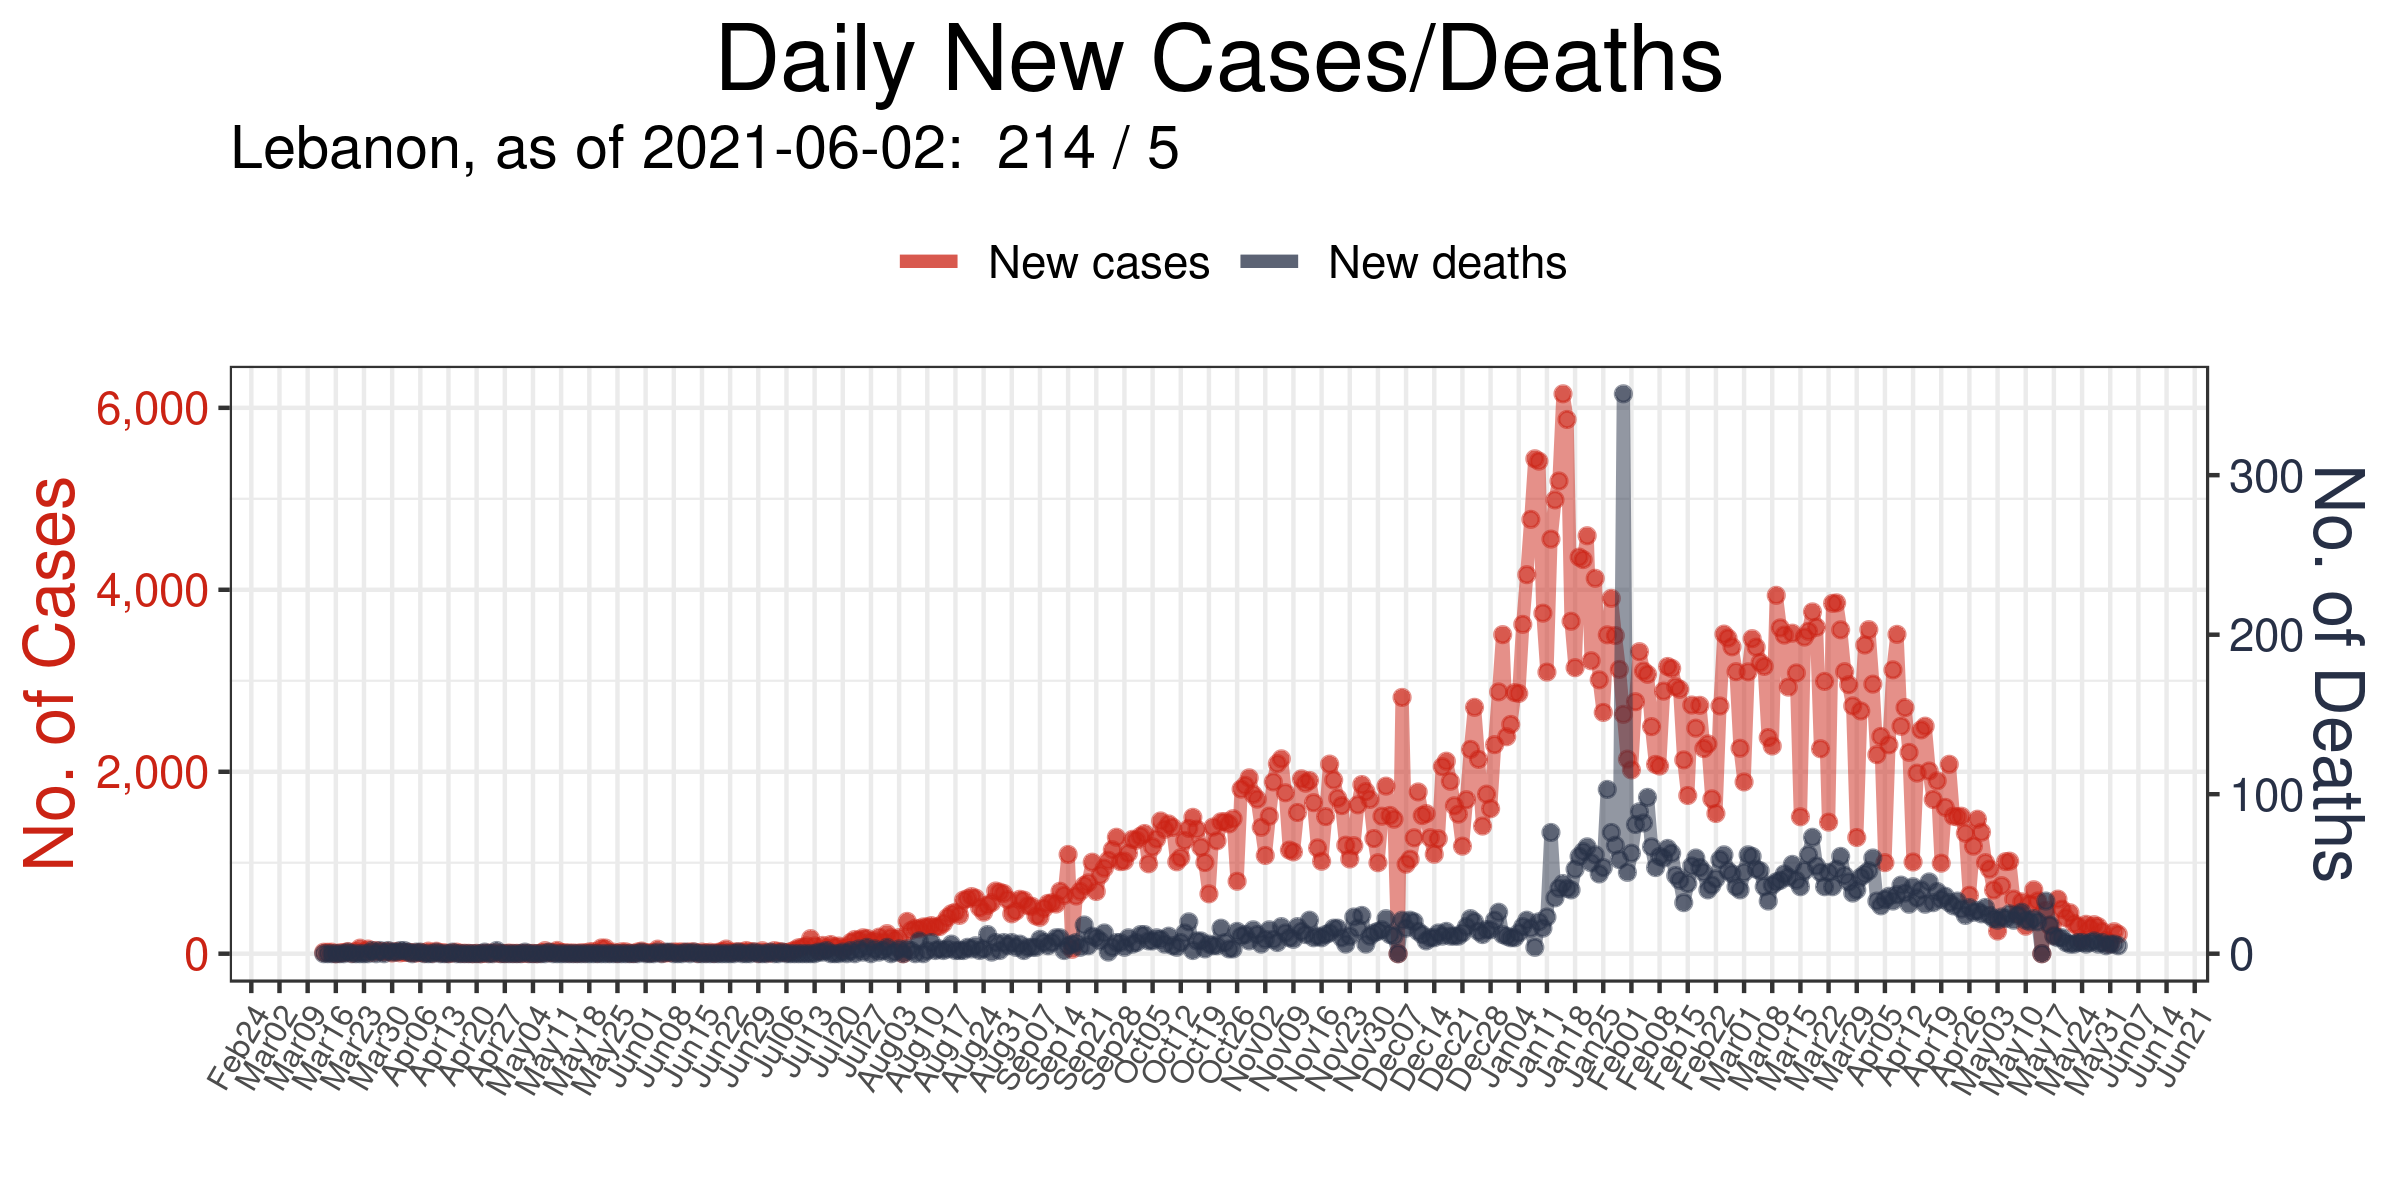 Daily New Cases/Deaths
Lebanon, as of 2021-06-02:  214 / 5
New cases
New deaths
No. of Cases
6,000
4,000
2,000
0
300
200
100
0
No. of Deaths
Feb24
Mar02
Mar09
Mar16
Mar23
Mar30
Apr06
Apr13
Apr20
Apr27
May04
May11
May18
May25
Jun01
Jun08
Jun15
Jun22
Jun29
Jul06
Jul13
Jul20
Jul27
Aug03
Aug10
Aug17
Aug24
Aug31
Sep07
Sep14
Sep21
Sep28
Oct05
Oct12
Oct19
Oct26
Nov02
Nov09
Nov16
Nov23
Nov30
Dec07
Dec14
Dec21
Dec28
Jan04
Jan11
Jan18
Jan25
Feb01
Feb08
Feb15
Feb22
Mar01
Mar08
Mar15
Mar22
Mar29
Apr05
Apr12
Apr19
Apr26
May03
May10
May17
May24
May31
Jun07
Jun14
Jun21